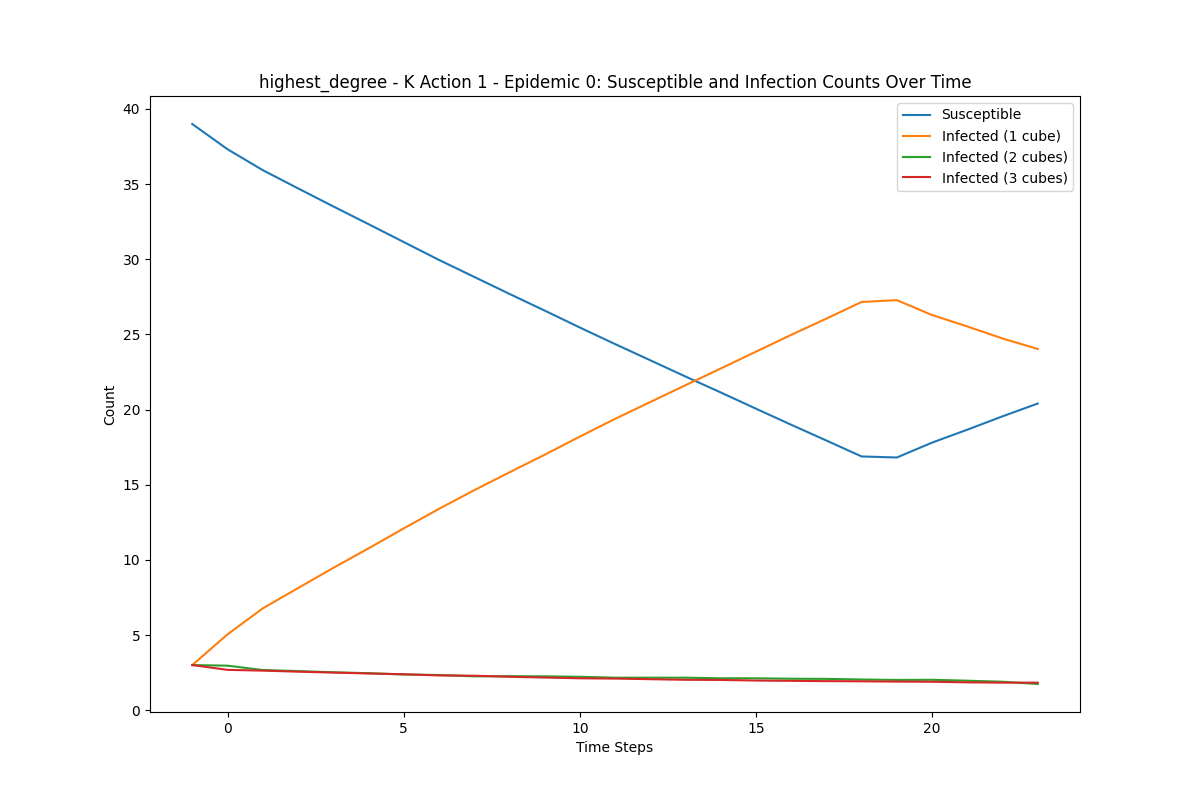 highest_degree - K Action 1 - Epidemic 0: Susceptible and Infection Counts Over Time
Susceptible
Infected (1 cube)
Infected (2 cubes)
Infected (3 cubes)
40
35
30
25
20
15
10
5
0
Count
0 5 10 15 20
Time Steps